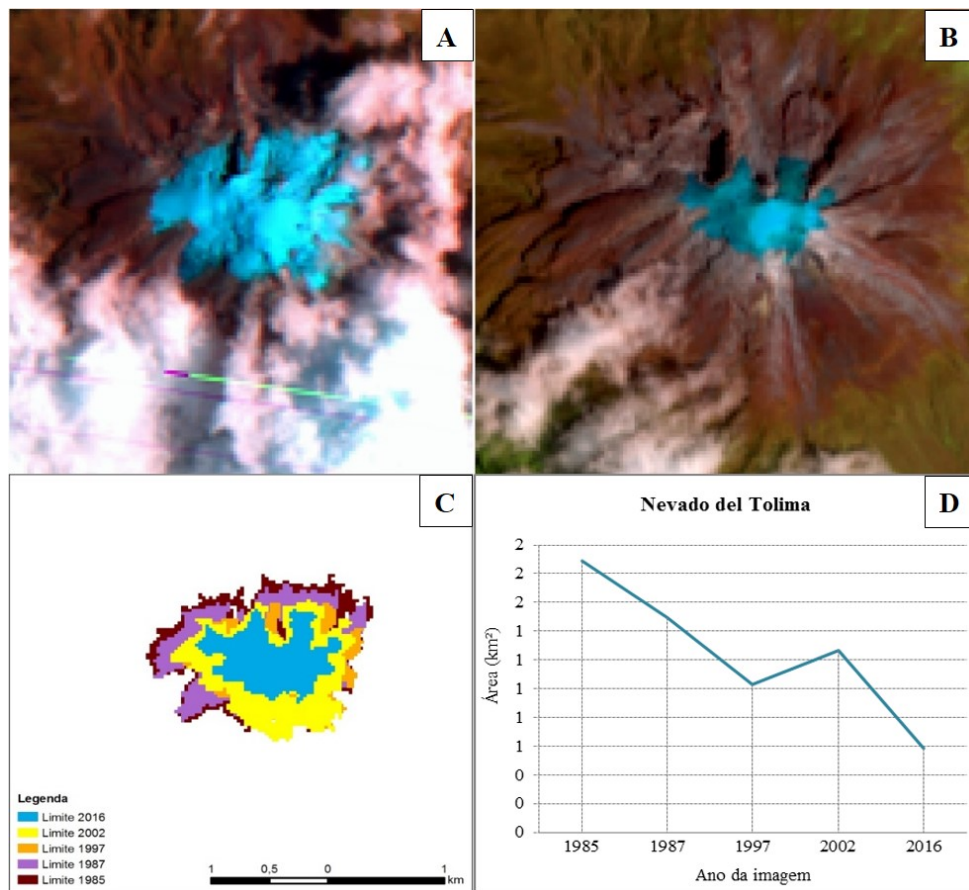 A
B
C
Legenda
Limite 2016
Limite 2002
Limite 1997
Limite 1987
Limite 1985
1 0,5 0 1
km
Nevado del Tolima
D
Área (km²)
2
2
2
1
1
1
1
1
0
0
0
1985 1987 1997 2002 2016
Ano da imagem